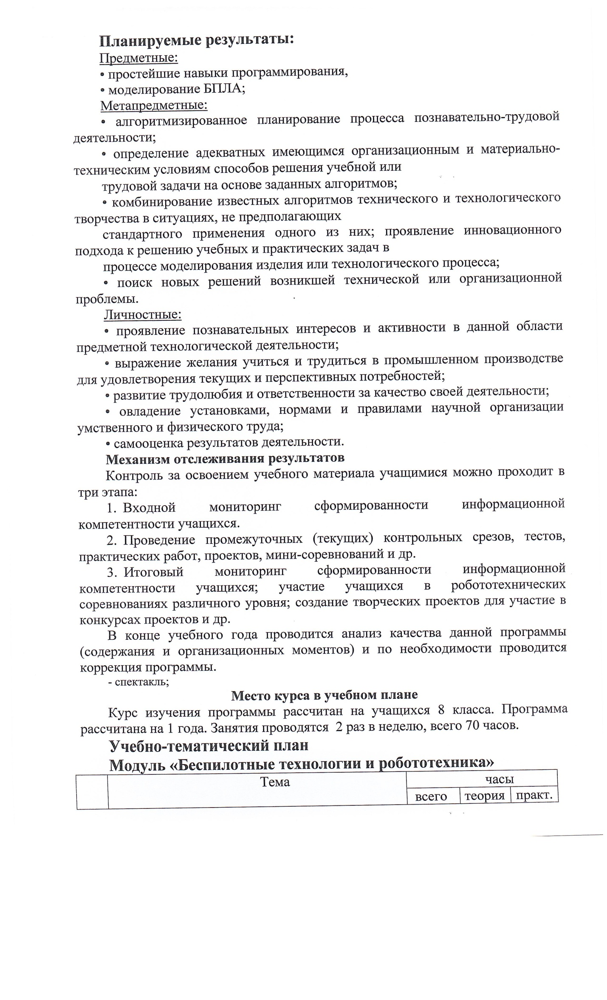 Планируемые результаты:
Предметные:
• простейшие навыки программирования,
• моделирование БПЛА;
Метапредметные:
• алгоритмизированное планирование процесса познавательно-трудовой
деятельности;
• определение адекватных имеющимся организационным и материально-
техническим условиям способов решения учебной или
трудовой задачи на основе заданных алгоритмов;
• комбинирование известных алгоритмов технического и технологического
творчества в ситуациях, не предполагающих
стандартного применения одного из них; проявление инновационного
подхода к решению учебных и практических задач в
процессе моделирования изделия или технологического процесса;
• поиск новых решений возникшей технической или организационной
проблемы.
Личностные:
• проявление познавательных интересов и активности в данной области
предметной технологической деятельности;
• выражение желания учиться и трудиться в промышленном производстве
для удовлетворения текущих и перспективных потребностей;
• развитие трудолюбия и ответственности за качество своей деятельности;
• овладение установками, нормами и правилами научной организации
умственного и физического труда;
• самооценка результатов деятельности.
Механизм отслеживания результатов
Контроль за освоением учебного материала учащимися можно проходит в
три этапа:
1. Входной мониторинг сформированности информационной
компетентности учащихся.
2. Проведение промежуточных (текущих) контрольных срезов, тестов,
практических работ, проектов, мини-соревнований и др.
3. Итоговый мониторинг сформированности информационной
компетентности учащихся; участие учащихся в робототехнических
соревнованиях различного уровня; создание творческих проектов для участие в
конкурсах проектов и др.
В конце учебного года проводится анализ качества данной программы
(содержания и организационных моментов) и по необходимости проводится
коррекция программы.
- спектакль;
Место курса в учебном плане
Курс изучения программы рассчитан на учащихся 8 класса. Программа
рассчитана на 1 года. Занятия проводятся 2 раз в неделю, всего 70 часов.
Учебно-тематический план
Модуль «Беспилотные технологии и робототехника»
Тема часы
всего теория практ.